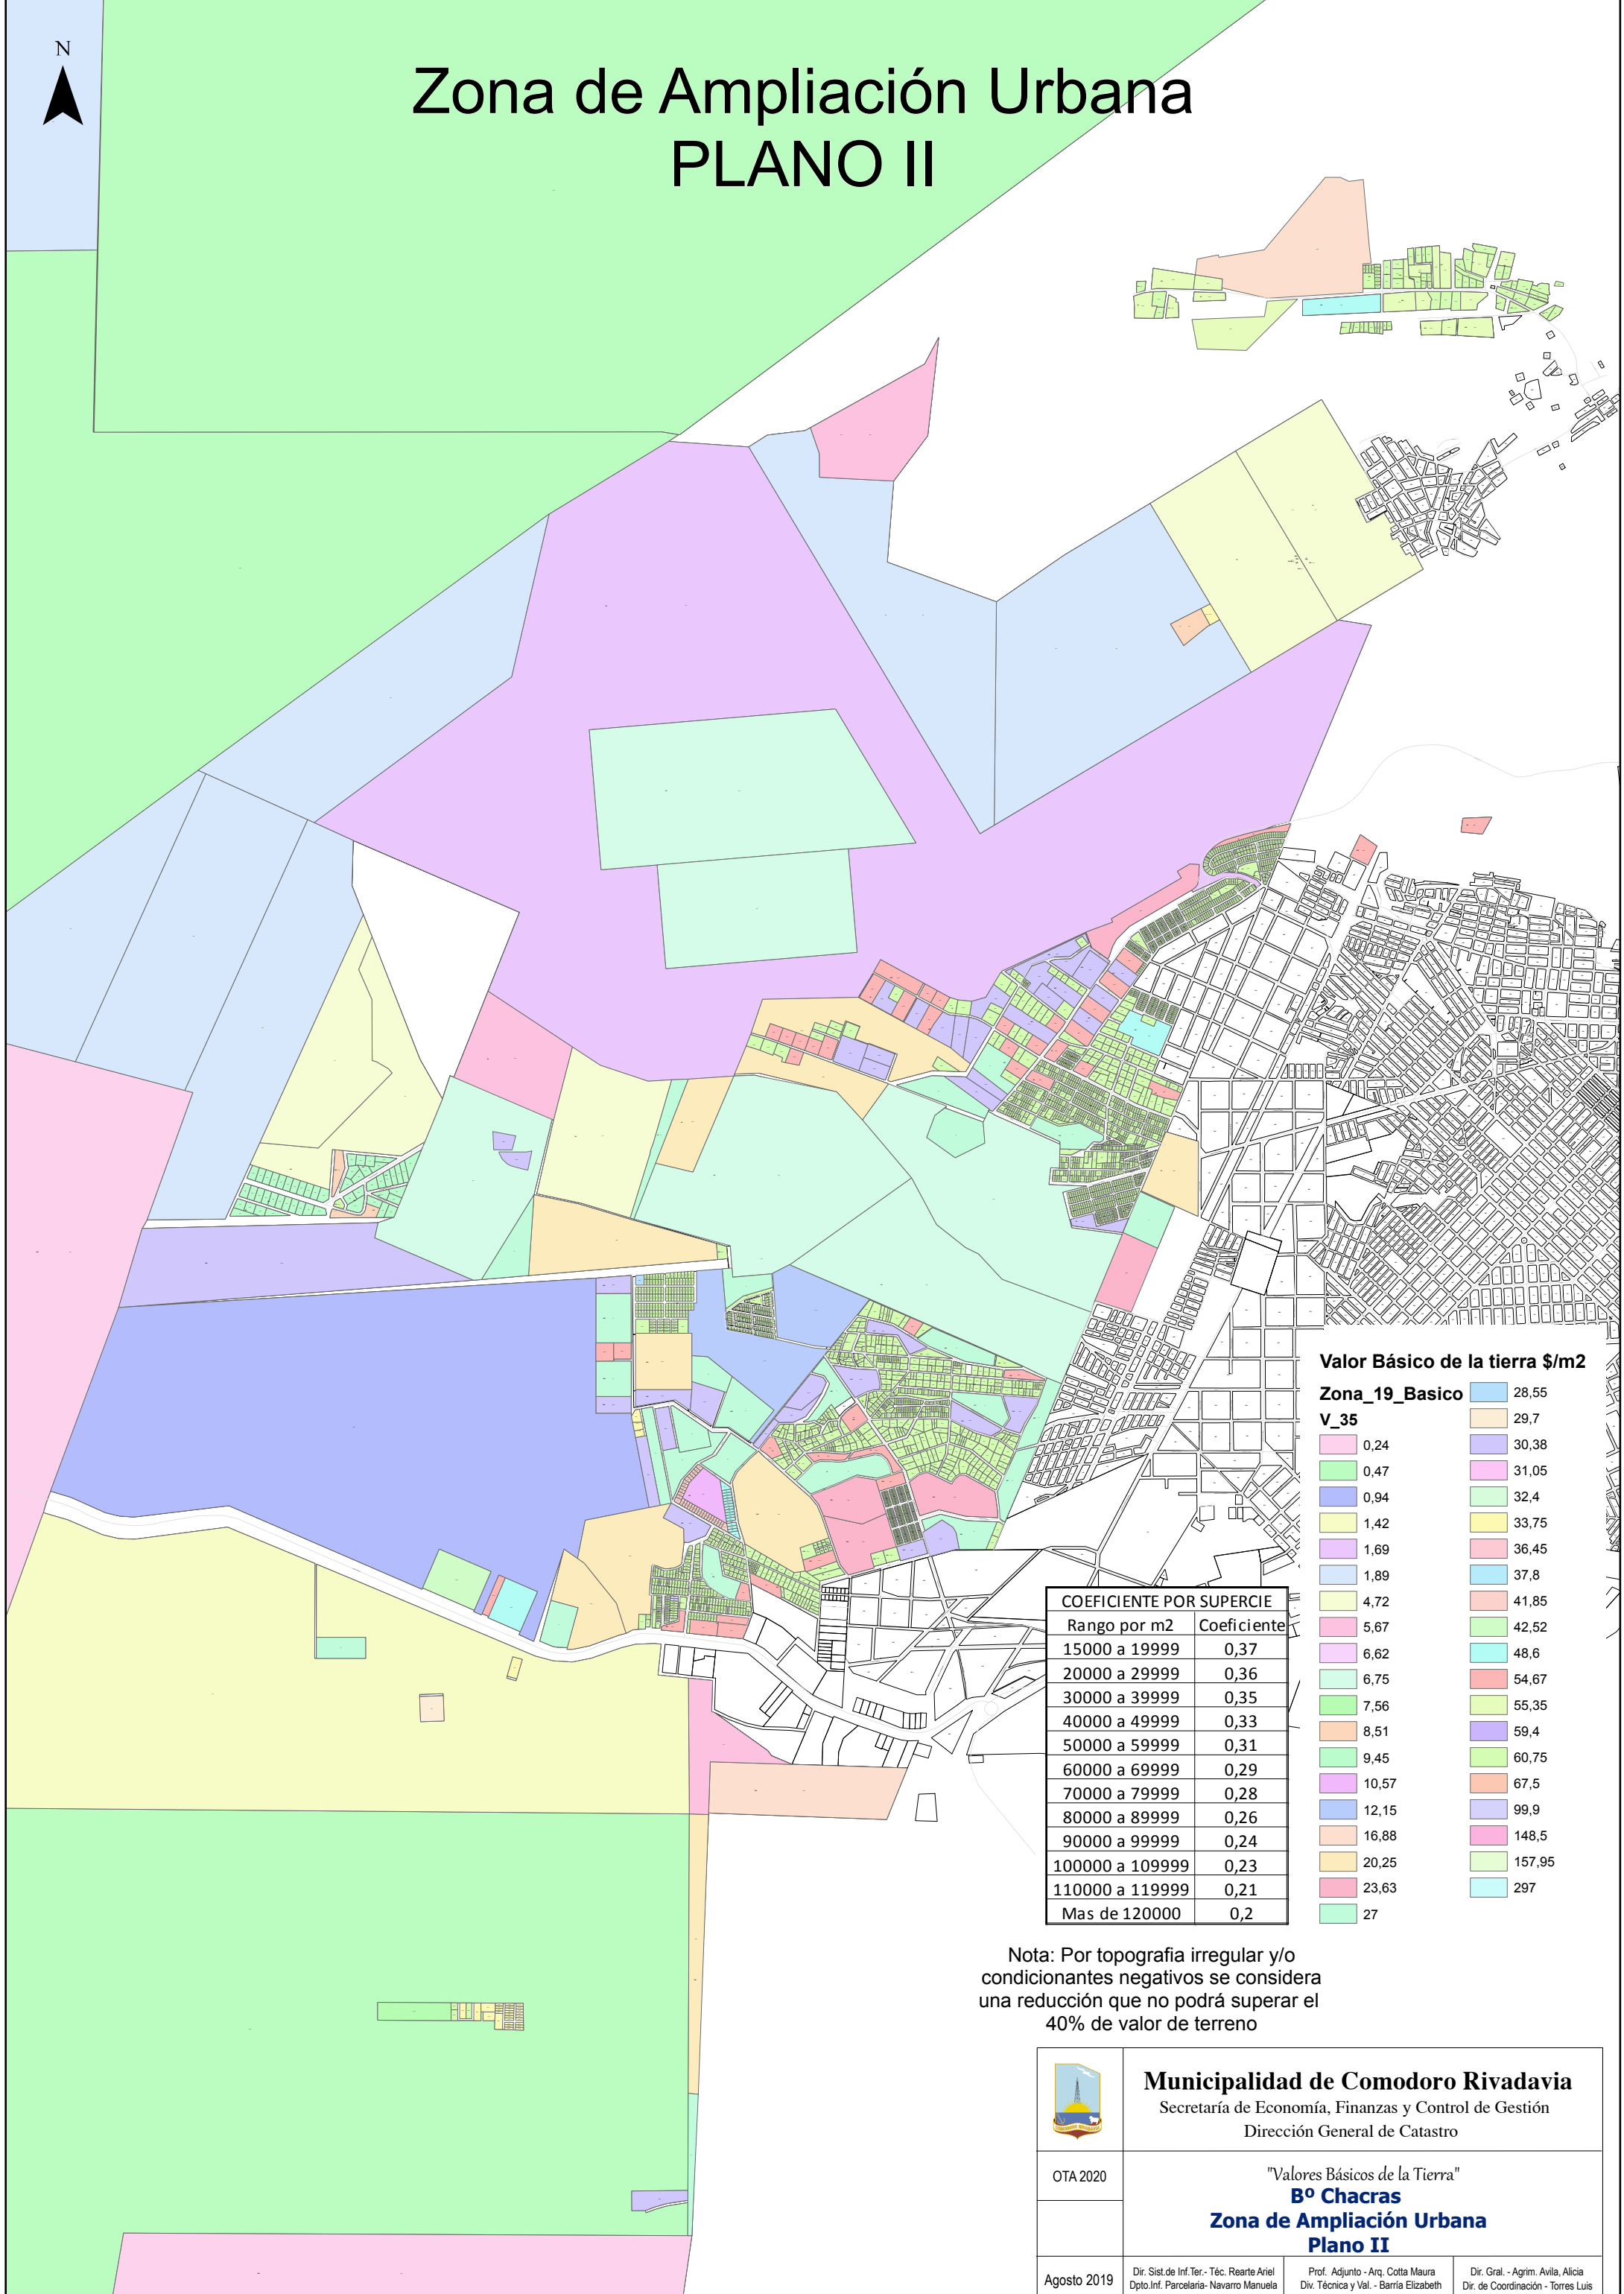 N
Zona de Ampliación Urbana
PLANO II
Valor Básico de la tierra $/m2
Zona_19_Basico
V_35
0,24
0,47
0,94
1,42
1,69
1,89
4,72
5,67
6,62
6,75
7,56
8,51
9,45
10,57
12,15
16,88
20,25
23,63
27
28,55
29,7
30,38
31,05
32,4
33,75
36,45
37,8
41,85
42,52
48,6
54,67
55,35
59,4
60,75
67,5
99,9
148,5
157,95
297
COEFICIENTE POR SUPERCIE
Rango por m2 Coeficiente
15000 a 19999 0,37
20000 a 29999 0,36
30000 a 39999 0,35
40000 a 49999 0,33
50000 a 59999 0,31
60000 a 69999 0,29
70000 a 79999 0,28
80000 a 89999 0,26
90000 a 99999 0,24
100000 a 109999 0,23
110000 a 119999 0,21
Mas de 120000 0,2
Nota: Por topografia irregular y/o
condicionantes negativos se considera
una reducción que no podrá superar el
40% de valor de terreno
Municipalidad de Comodoro Rivadavia
Secretaría de Economía, Finanzas y Control de Gestión
Dirección General de Catastro
OTA 2020
"Valores Básicos de la Tierra"
Bº Chacras
Zona de Ampliación Urbana
Plano II
Agosto 2019
Dir. Sist.de Inf.Ter.- Téc. Rearte Ariel
Dpto.Inf. Parcelaria- Navarro Manuela
Prof. Adjunto - Arq. Cotta Maura
Div. Técnica y Val. - Barría Elizabeth
Dir. Gral. - Agrim. Avila, Alicia
Dir. de Coordinación - Torres Luis